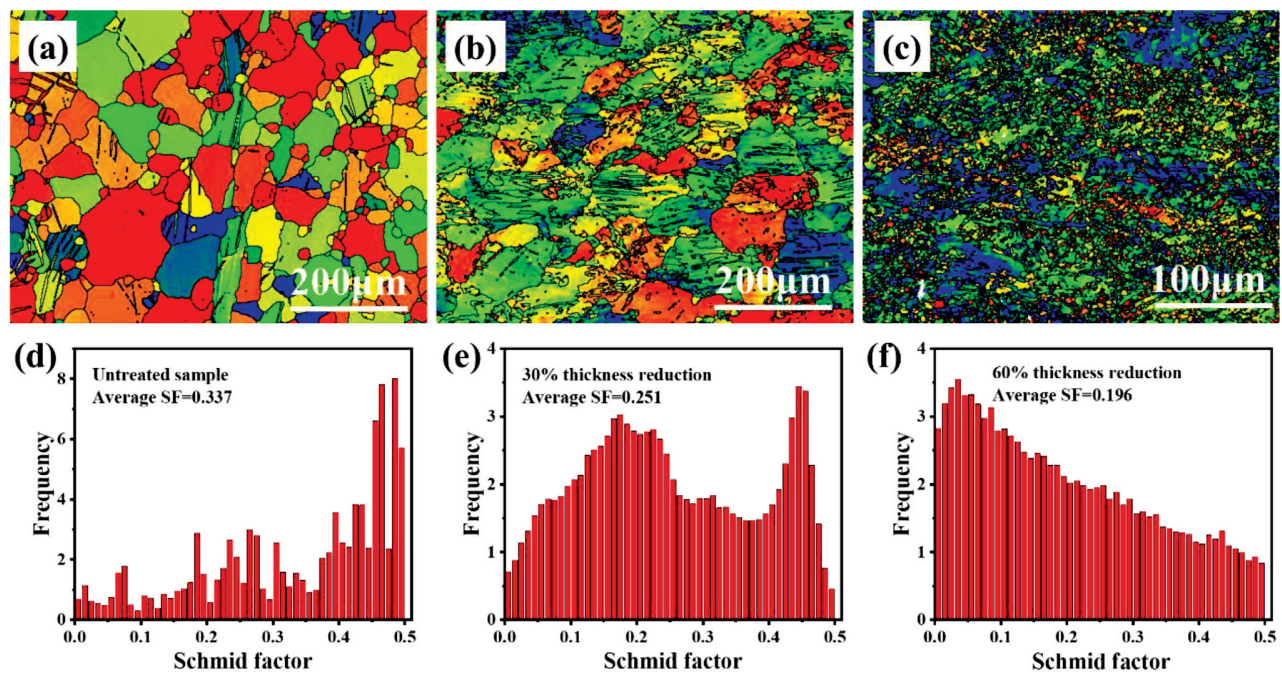 (a)
200μm
(b)
200μm
(c)
100μm
(d)
Untreated sample
Average SF=0.337
8
6
4
2
0
Frequency
0.0 0.1 0.2 0.3 0.4 0.5
Schmid factor
(e)
30% thickness reduction
Average SF=0.251
4
3
2
1
0
Frequency
0.0 0.1 0.2 0.3 0.4 0.5
Schmid factor
(f)
60% thickness reduction
Average SF=0.196
4
3
2
1
0
Frequency
0.0 0.1 0.2 0.3 0.4 0.5
Schmid factor